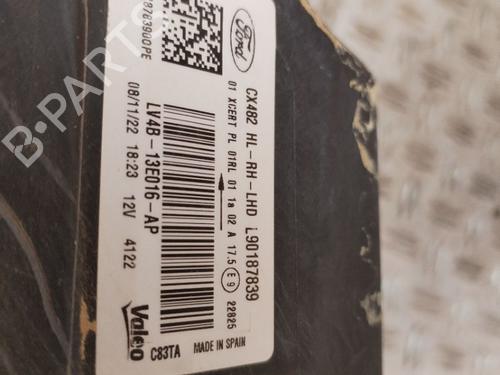 Ford
CX482 HL-RH-LHD L90187839
01 XCERT PL 01RL 01 1a 02 A 17.5 E9 22825
LV4B-13E016-AP
08/11/22 18:23 12V 4122
Valeo
C83TA MADE IN SPAIN
B-PARTS